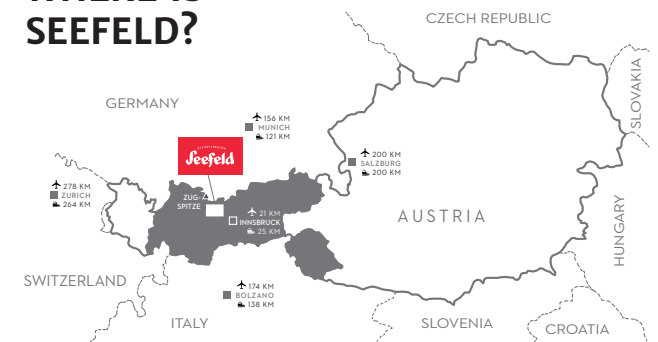 WHERE IS
SEEFELD?
CZECH REPUBLIC
SLOVAKIA
GERMANY
156 KM
MUNICH
121 KM
Seefeld
200 KM
SALZBURG
200 KM
278 KM
ZURICH
264 KM
ZUG-
SPITZE
21 KM
INNSBRUCK
25 KM
AUSTRIA
HUNGARY
SWITZERLAND
174 KM
BOLZANO
138 KM
ITALY
SLOVENIA
CROATIA